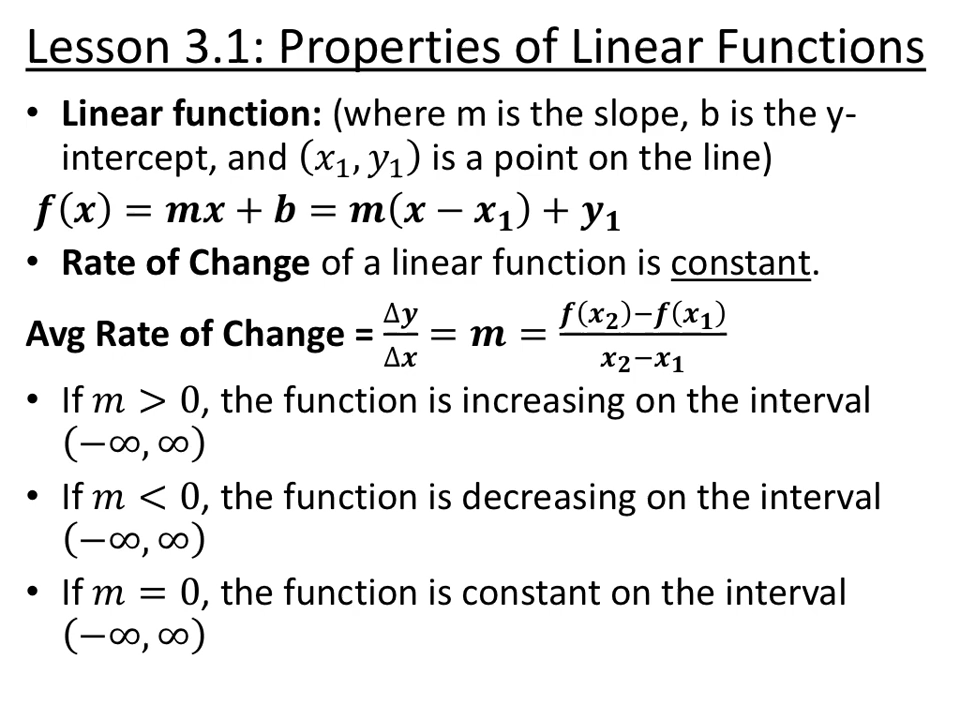 Lesson 3.1: Properties of Linear Functions
• Linear function: (where m is the slope, b is the y-
intercept, and (x₁, y₁) is a point on the line)
f(x) = mx + b = m(x − x₁) + y₁
• Rate of Change of a linear function is constant.
Avg Rate of Change = Δy/Δx = m = (f(x₂)−f(x₁))/(x₂−x₁)
• If m > 0, the function is increasing on the interval
(−∞, ∞)
• If m < 0, the function is decreasing on the interval
(−∞, ∞)
• If m = 0, the function is constant on the interval
(−∞, ∞)